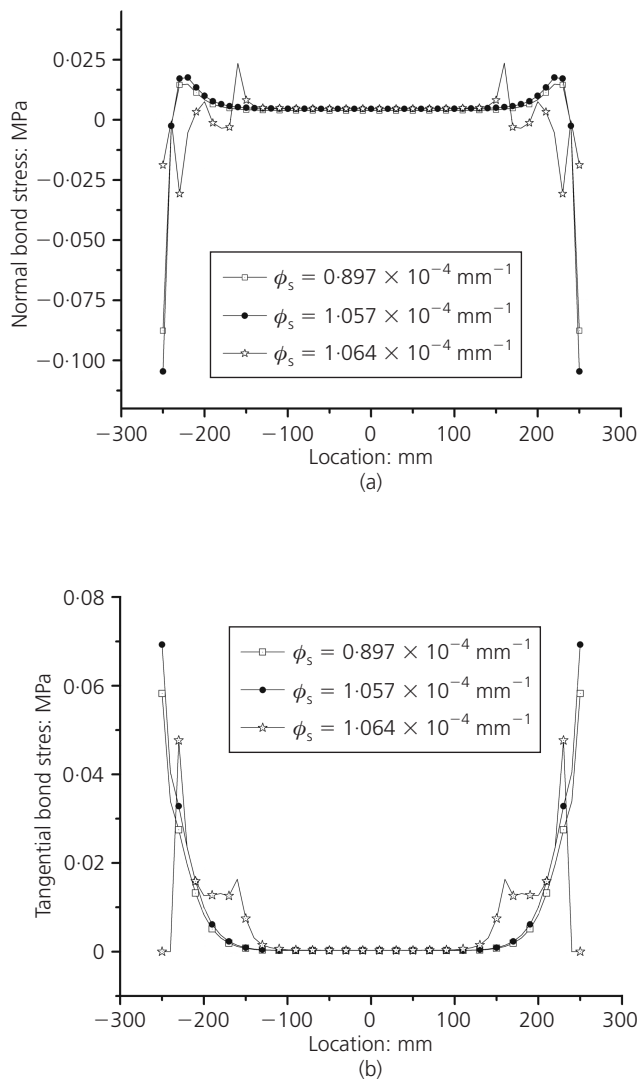 Normal bond stress: MPa
0·025
0
−0·025
−0·050
−0·075
−0·100
ϕs = 0·897 × 10−4 mm−1
ϕs = 1·057 × 10−4 mm−1
ϕs = 1·064 × 10−4 mm−1
−300 −200 −100 0 100 200 300
Location: mm
(a)
Tangential bond stres: MPa
0·08
0·06
0·04
0·02
0
ϕs = 0·897 × 10−4 mm−1
ϕs = 1·057 × 10−4 mm−1
ϕs = 1·064 × 10−4 mm−1
−300 −200 −100 0 100 200 300
Location: mm
(b)